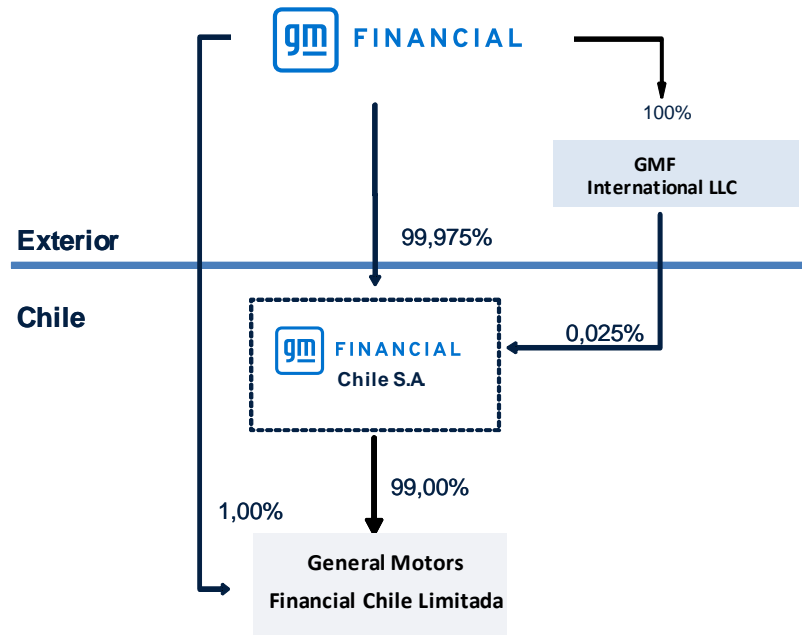 gm FINANCIAL
100%
GMF
International LLC
Exterior
99,975%
Chile
gm FINANCIAL
Chile S.A.
0,025%
99,00%
1,00%
General Motors
Financial Chile Limitada